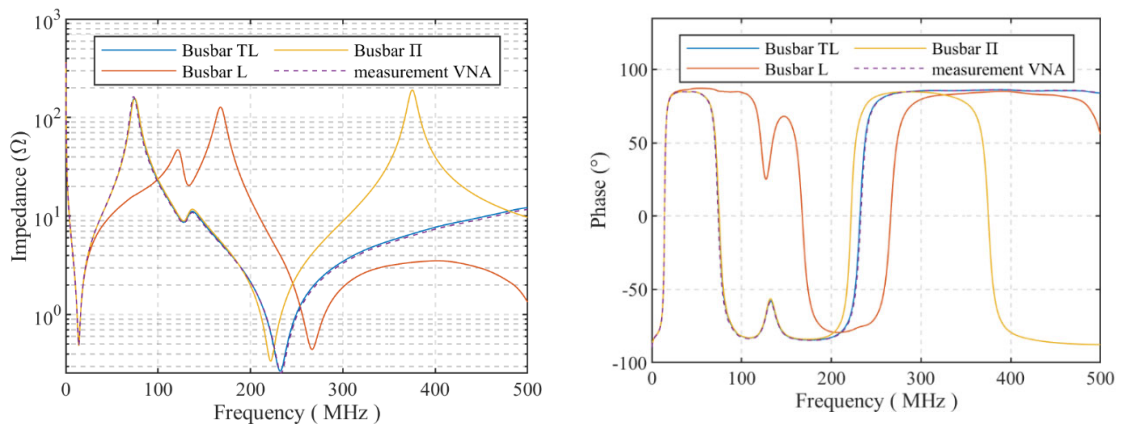 Impedance (Ω)
10³
10²
10¹
10⁰
Busbar TL
Busbar Π
Busbar L
measurement VNA
0
100
200
300
400
500
Frequency ( MHz )
Phase (°)
100
50
0
-50
-100
Busbar TL
Busbar Π
Busbar L
measurement VNA
0
100
200
300
400
500
Frequency ( MHz )